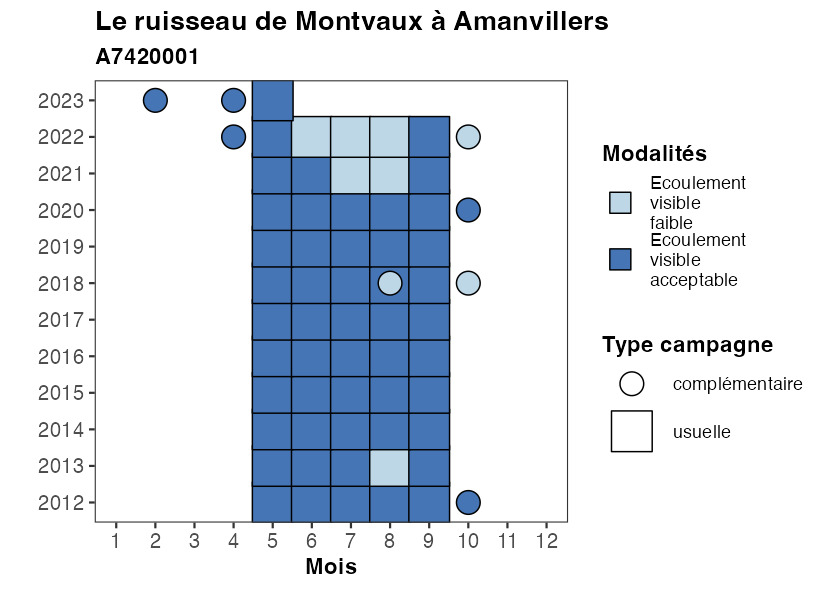 Le ruisseau de Montvaux à Amanvillers
A7420001
2023
2022
2021
2020
2019
2018
2017
2016
2015
2014
2013
2012
1 2 3 4 5 6 7 8 9 10 11 12
Mois
Modalités
Ecoulement
visible
faible
Ecoulement
visible
acceptable
Type campagne
complémentaire
usuelle